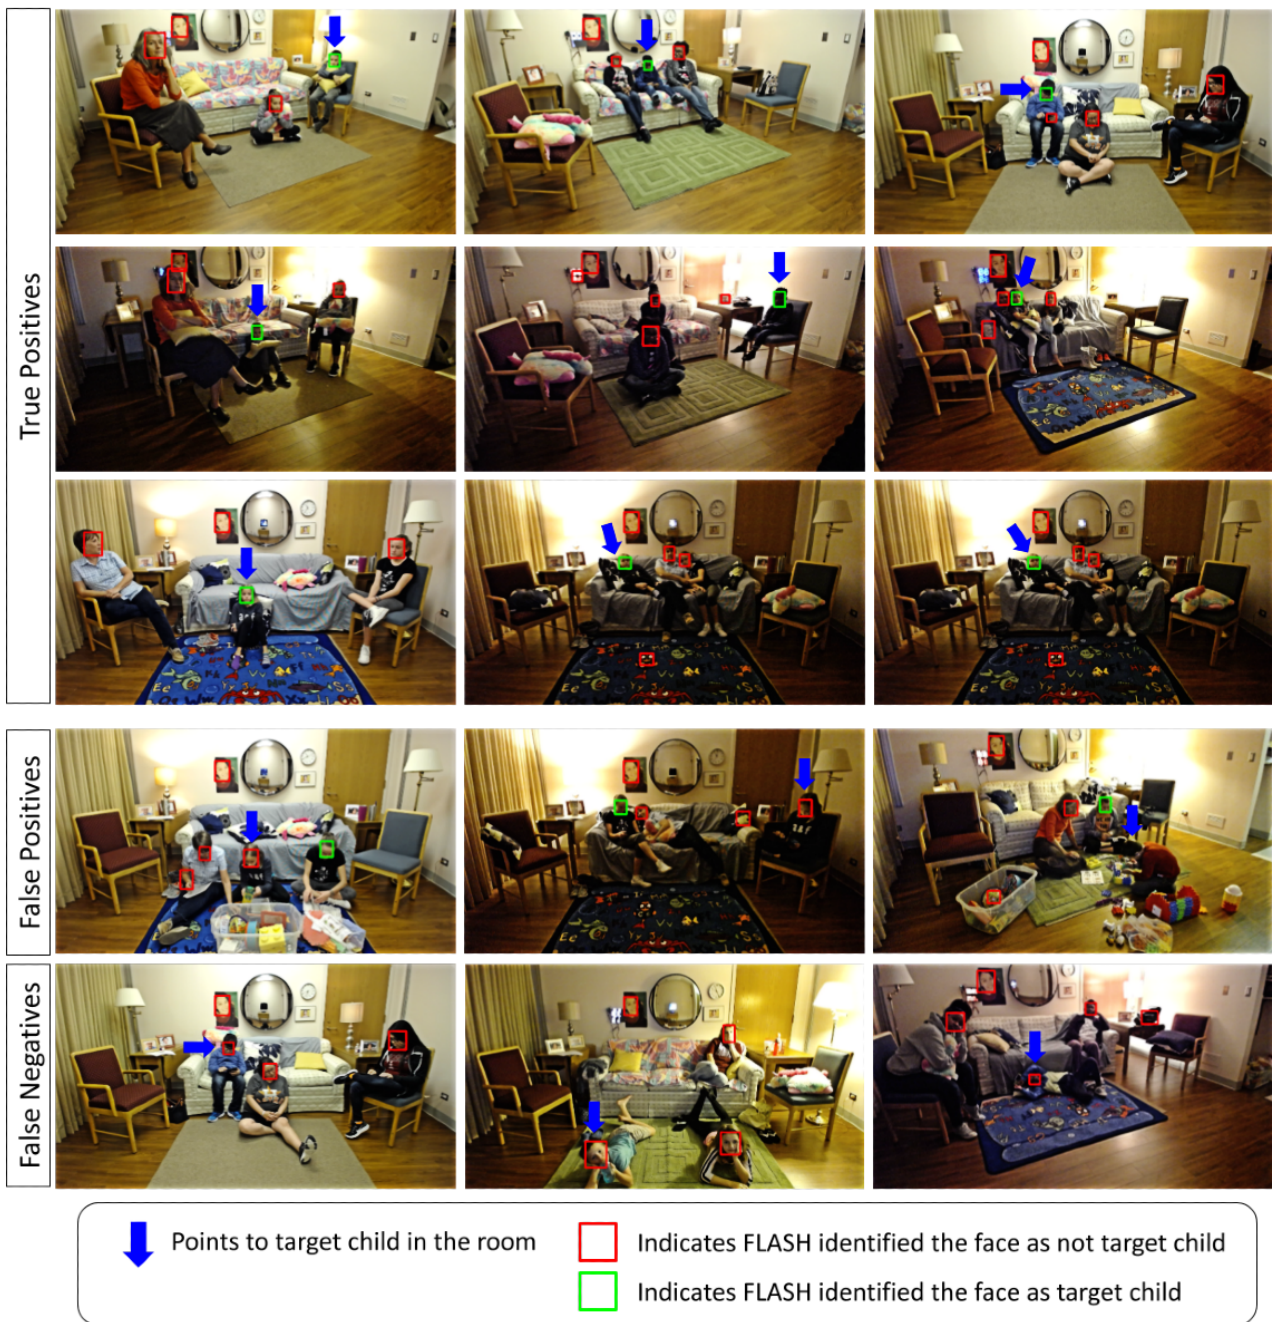 True Positives
False Positives
False Negatives
Points to target child in the room
Indicates FLASH identified the face as not target child
Indicates FLASH identified the face as target child